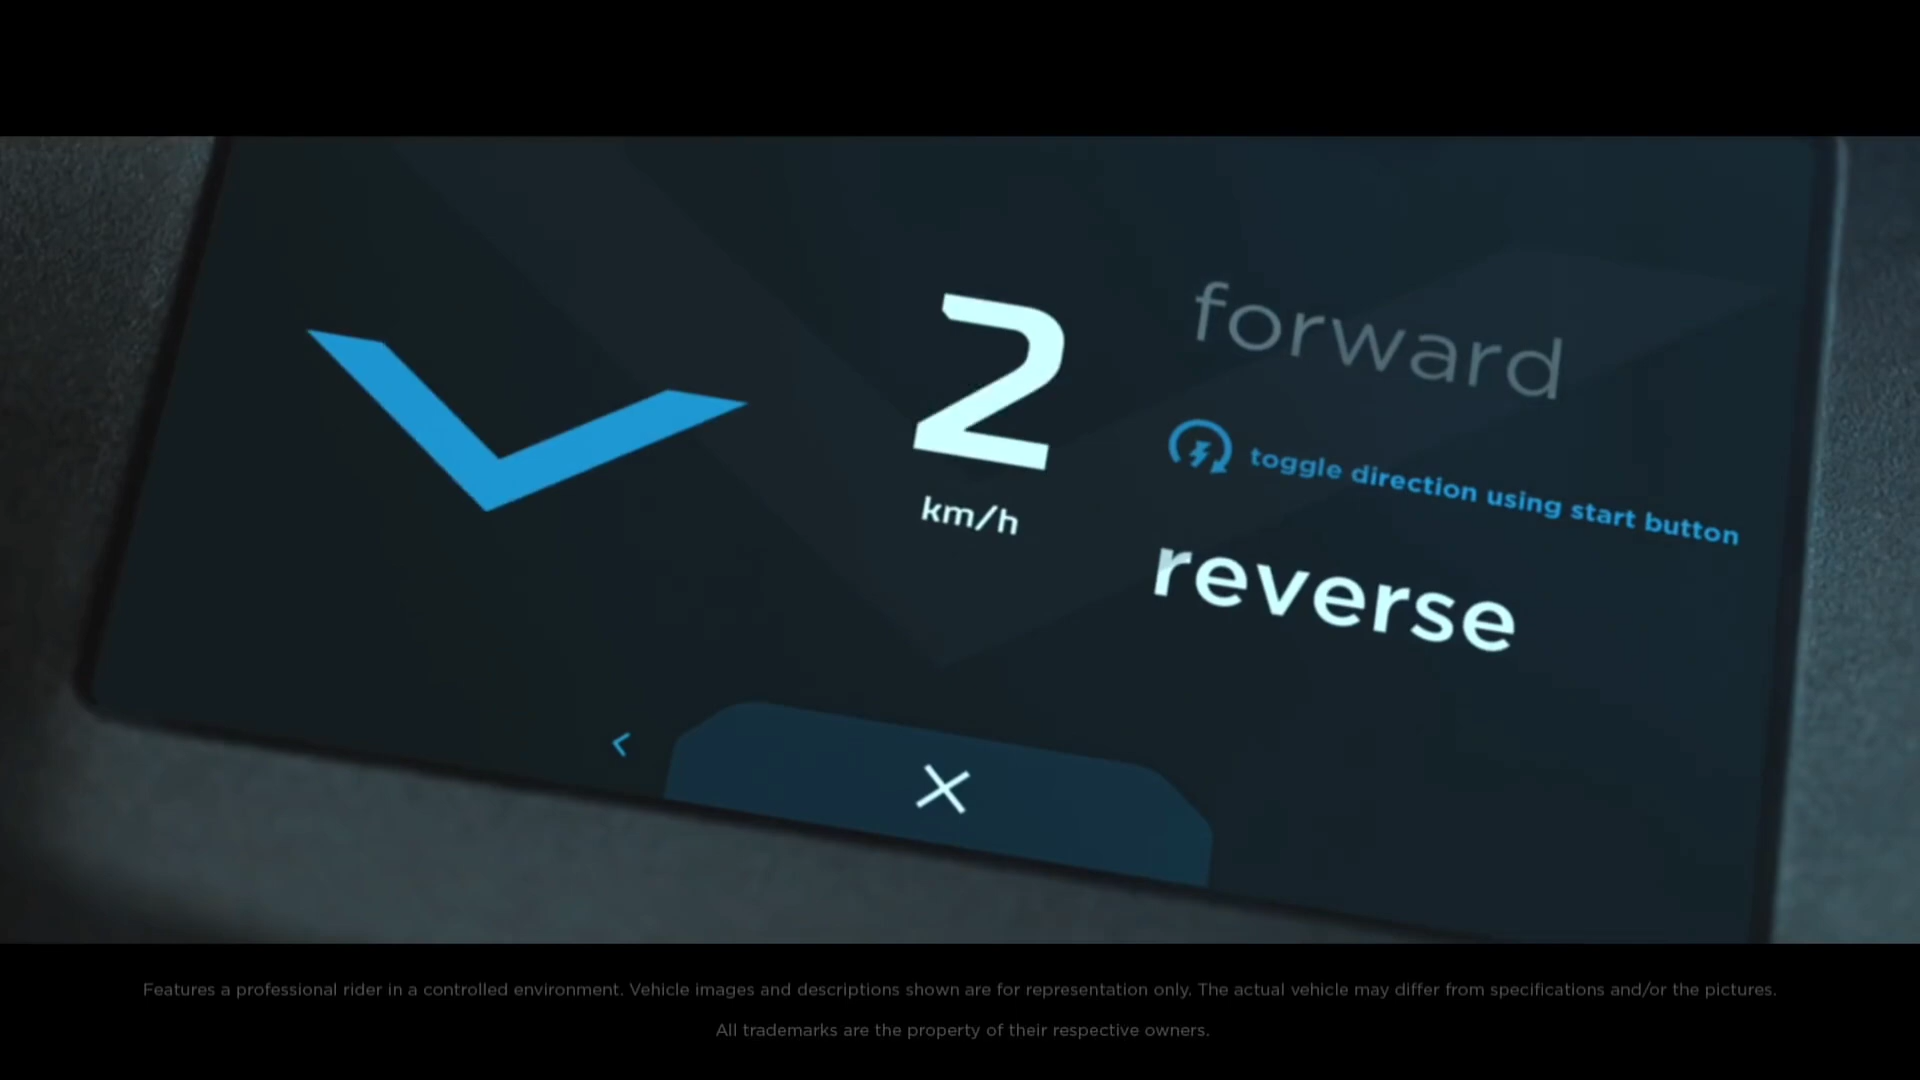 2
km/h
forward
toggle direction using start button
reverse
Features a professional rider in a controlled environment. Vehicle images and descriptions shown are for representation only. The actual vehicle may differ from specifications and/or the pictures.
All trademarks are the property of their respective owners.